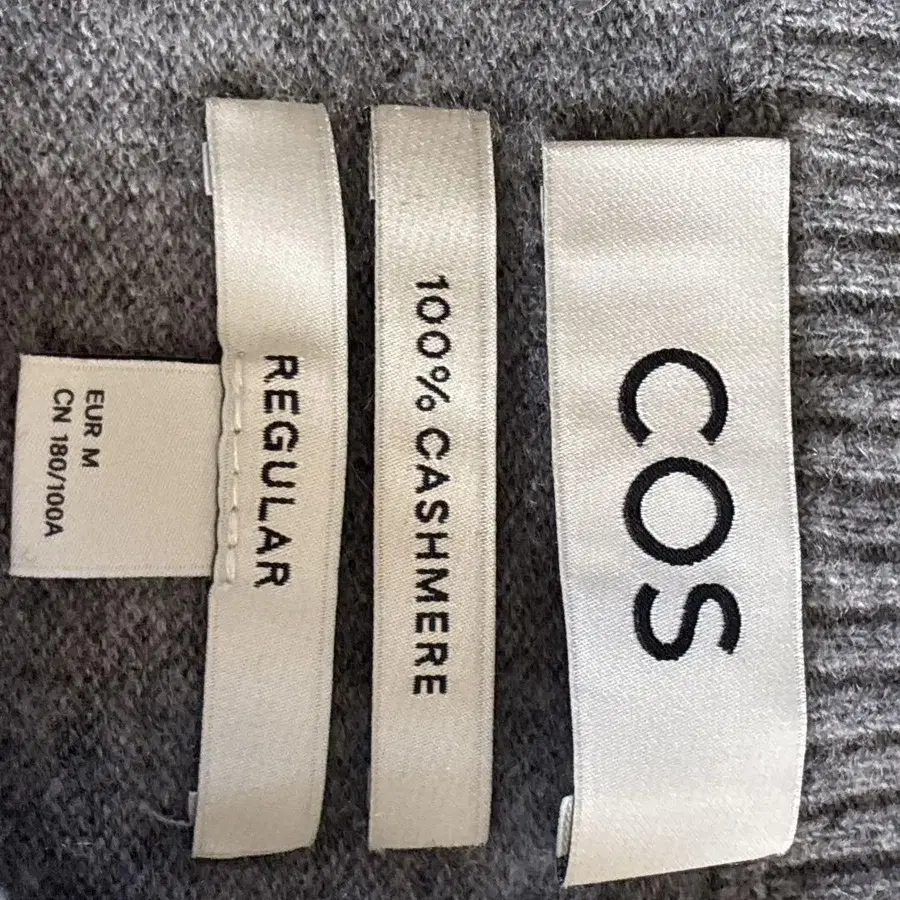 COS
100% CASHMERE
REGULAR
EUR M
CN 180/100A